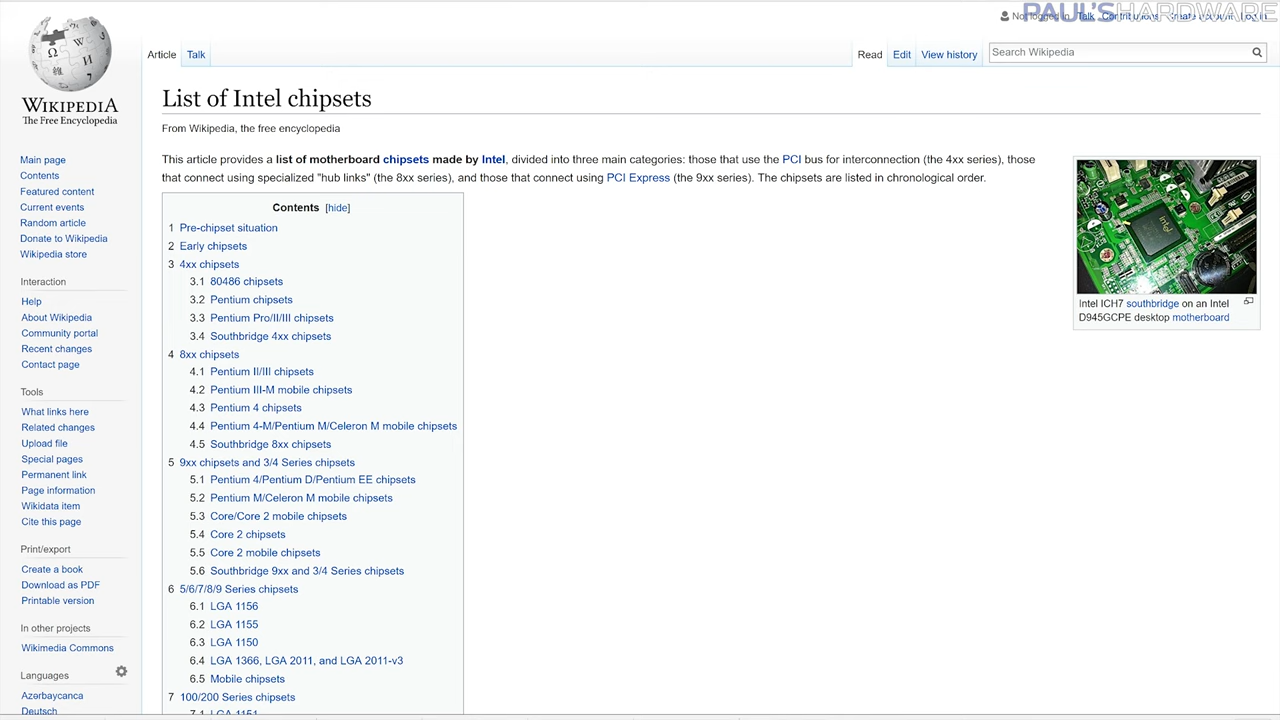 PAUL'S HARDWARE
Not logged in Talk Contributions Create account Log in
Article Talk Read Edit View history Search Wikipedia
WIKIPEDIA
The Free Encyclopedia
List of Intel chipsets
From Wikipedia, the free encyclopedia
This article provides a list of motherboard chipsets made by Intel, divided into three main categories: those that use the PCI bus for interconnection (the 4xx series), those
that connect using specialized "hub links" (the 8xx series), and those that connect using PCI Express (the 9xx series). The chipsets are listed in chronological order.
Main page
Contents
Featured content
Current events
Random article
Donate to Wikipedia
Wikipedia store
Interaction
Help
About Wikipedia
Community portal
Recent changes
Contact page
Tools
What links here
Related changes
Upload file
Special pages
Permanent link
Page information
Wikidata item
Cite this page
Print/export
Create a book
Download as PDF
Printable version
In other projects
Wikimedia Commons
Languages
Azərbaycanca
Deutsch
Contents [hide]
1 Pre-chipset situation
2 Early chipsets
3 4xx chipsets
3.1 80486 chipsets
3.2 Pentium chipsets
3.3 Pentium Pro/II/III chipsets
3.4 Southbridge 4xx chipsets
4 8xx chipsets
4.1 Pentium II/III chipsets
4.2 Pentium III-M mobile chipsets
4.3 Pentium 4 chipsets
4.4 Pentium 4-M/Pentium M/Celeron M mobile chipsets
4.5 Southbridge 8xx chipsets
5 9xx chipsets and 3/4 Series chipsets
5.1 Pentium 4/Pentium D/Pentium EE chipsets
5.2 Pentium M/Celeron M mobile chipsets
5.3 Core/Core 2 mobile chipsets
5.4 Core 2 chipsets
5.5 Core 2 mobile chipsets
5.6 Southbridge 9xx and 3/4 Series chipsets
6 5/6/7/8/9 Series chipsets
6.1 LGA 1156
6.2 LGA 1155
6.3 LGA 1150
6.4 LGA 1366, LGA 2011, and LGA 2011-v3
6.5 Mobile chipsets
7 100/200 Series chipsets
7.1 LGA 1151
intel
Intel ICH7 southbridge on an Intel
D945GCPE desktop motherboard